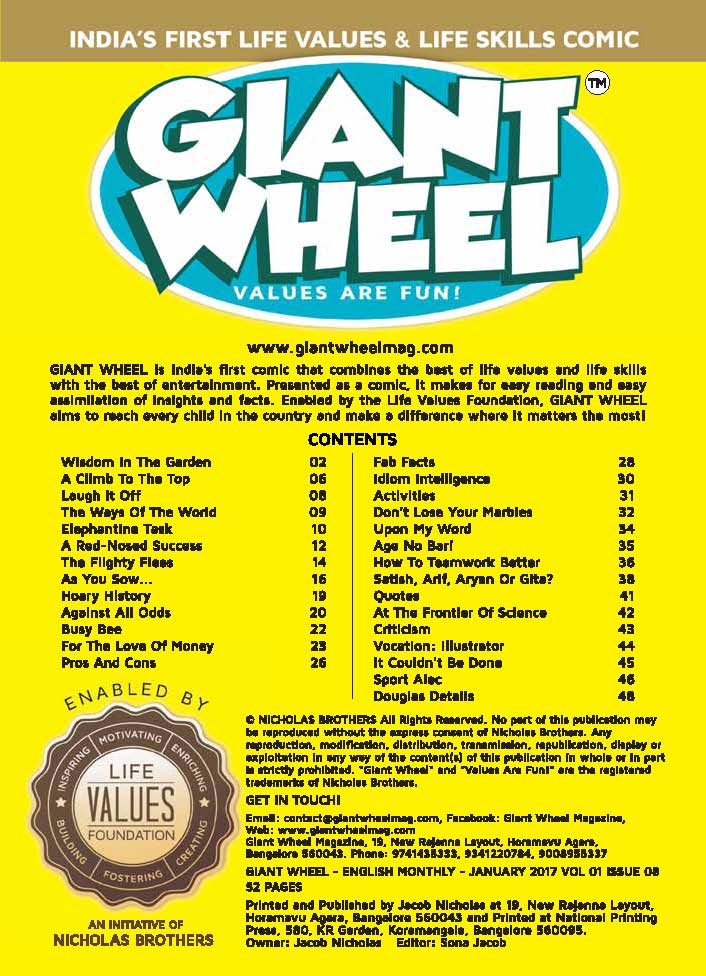 INDIA'S FIRST LIFE VALUES & LIFE SKILLS COMIC
GIANT
TM
WHEEL
VALUES ARE FUN!
www.giantwheelmag.com
GIANT WHEEL is India's first comic that combines the best of life values and life skills
with the best of entertainment. Presented as a comic, it makes for easy reading and easy
assimilation of insights and facts. Enabled by the Life Values Foundation, GIANT WHEEL
aims to reach every child in the country and make a difference where it matters the most!
CONTENTS
Wisdom In The Garden 02
A Climb To The Top 06
Laugh It Off 08
The Ways Of The World 09
Elephantine Task 10
A Red-Nosed Success 12
The Flighty Fleas 14
As You Sow... 16
Hoary History 19
Against All Odds 20
Busy Bee 22
For The Love Of Money 23
Pros And Cons 26
Fab Facts 28
Idiom Intelligence 30
Activities 31
Don't Lose Your Marbles 32
Upon My Word 34
Age No Bar! 35
How To Teamwork Better 36
Satish, Arif, Aryan Or Gita? 38
Quotes 41
At The Frontier Of Science 42
Criticism 43
Vocation: Illustrator 44
It Couldn't Be Done 45
Sport Alec 46
Douglas Details 48
ENABLED BY
INSPIRING MOTIVATING ENRICHING
LIFE
VALUES
FOUNDATION
BUILDING FOSTERING CREATING
AN INITIATIVE OF
NICHOLAS BROTHERS
© NICHOLAS BROTHERS All Rights Reserved. No part of this publication may
be reproduced without the express consent of Nicholas Brothers. Any
reproduction, modification, distribution, transmission, republication, display or
exploitation in any way of the content(s) of this publication in whole or in part
is strictly prohibited. "Giant Wheel" and "Values Are Fun!" are the registered
trademarks of Nicholas Brothers.
GET IN TOUCH!
Email: contact@giantwheelmag.com, Facebook: Giant Wheel Magazine,
Web: www.giantwheelmag.com
Giant Wheel Magazine, 19, New Rajanna Layout, Horamavu Agara,
Bangalore 560043. Phone: 9741435333, 9341220784, 9008955337
GIANT WHEEL - ENGLISH MONTHLY - JANUARY 2017 VOL 01 ISSUE 08
52 PAGES
Printed and Published by Jacob Nicholas at 19, New Rajanna Layout,
Horamavu Agara, Bangalore 560043 and Printed at National Printing
Press, 580, KR Garden, Koramangala, Bangalore 560095.
Owner: Jacob Nicholas Editor: Sona Jacob